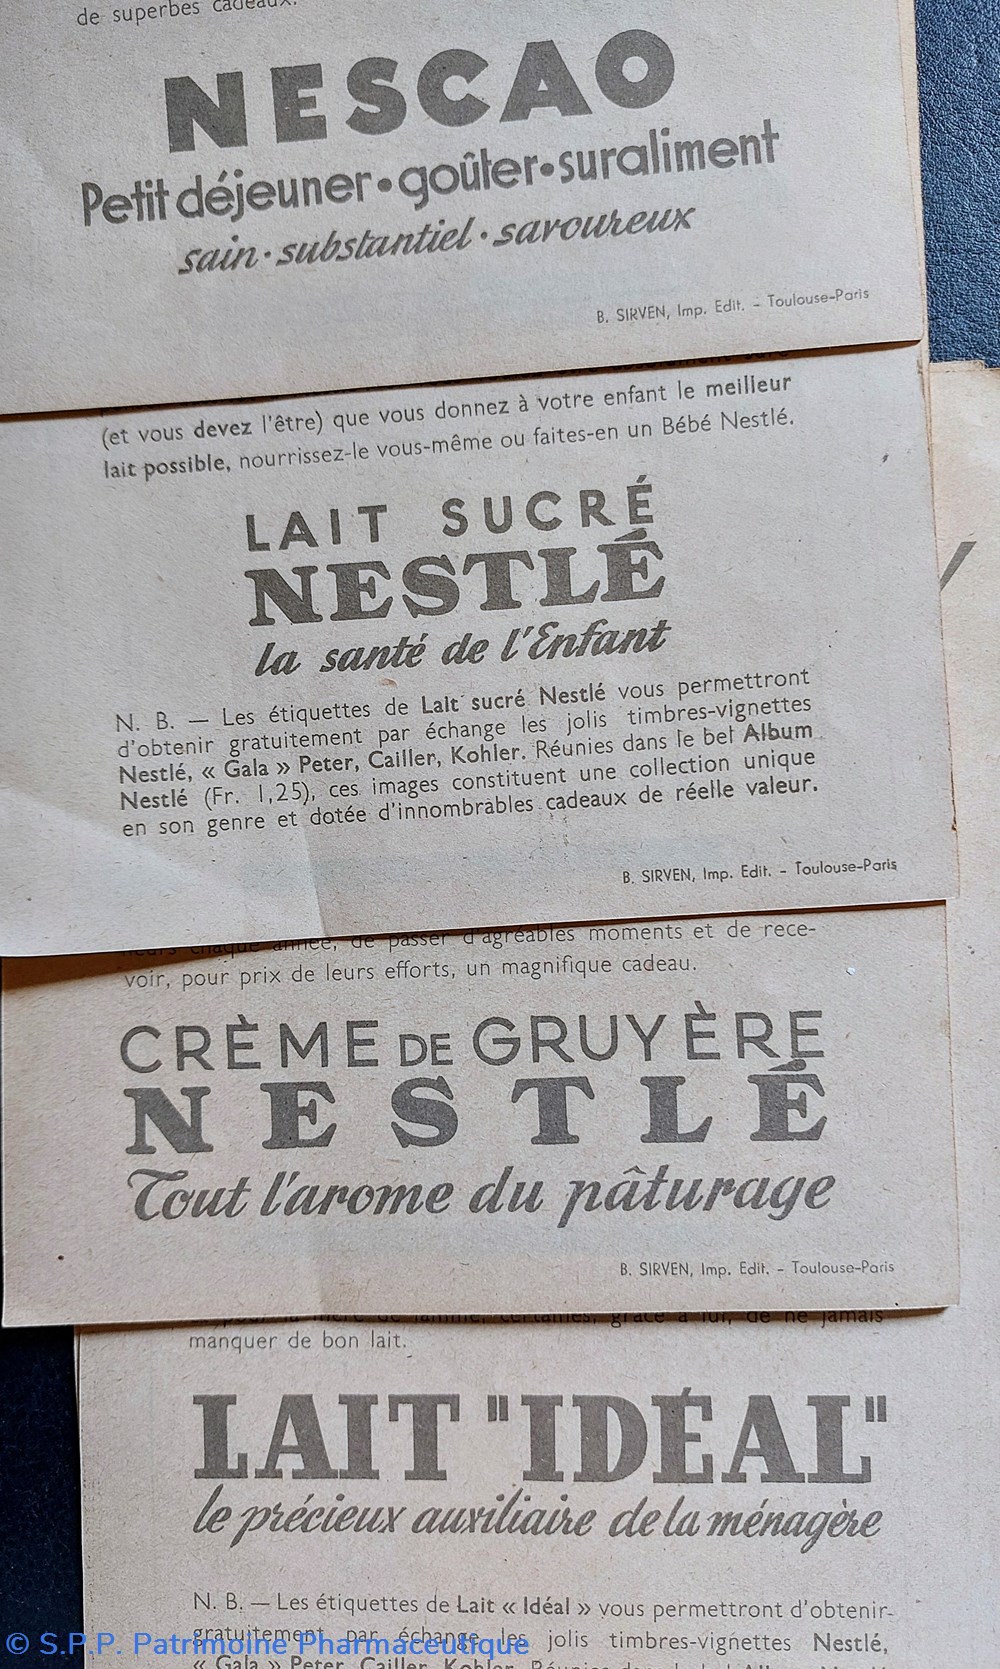 de superbes cadeaux.
NESCAO
Petit déjeuner • goûter • suraliment
sain · substantiel · savoureux
B. SIRVEN, Imp. Edit. - Toulouse-Paris
(et vous devez l'être) que vous donnez à votre enfant le meilleur
lait possible, nourrissez-le vous-même ou faites-en un Bébé Nestlé.
LAIT SUCRÉ
NESTLÉ
la santé de l'Enfant
N. B. — Les étiquettes de Lait sucré Nestlé vous permettront
d'obtenir gratuitement par échange les jolis timbres-vignettes
Nestlé, « Gala » Peter, Cailler, Kohler. Réunies dans le bel Album
Nestlé (Fr. 1,25), ces images constituent une collection unique
en son genre et dotée d'innombrables cadeaux de réelle valeur.
B. SIRVEN, Imp. Edit. - Toulouse-Paris
chaque année, de passer d'agréables moments et de rece-
voir, pour prix de leurs efforts, un magnifique cadeau.
CRÈME DE GRUYÈRE
NESTLÉ
Tout l'arome du pâturage
B. SIRVEN, Imp. Edit. - Toulouse-Paris
pour la mère de famille, certaines, grâce à lui, de ne jamais
manquer de bon lait.
LAIT "IDÉAL"
le précieux auxiliaire de la ménagère
N. B. — Les étiquettes de Lait « Idéal » vous permettront d'obtenir
gratuitement par échange les jolis timbres-vignettes Nestlé,
« Gala » Peter, Cailler, Kohler.
© S.P.P. Patrimoine Pharmaceutique